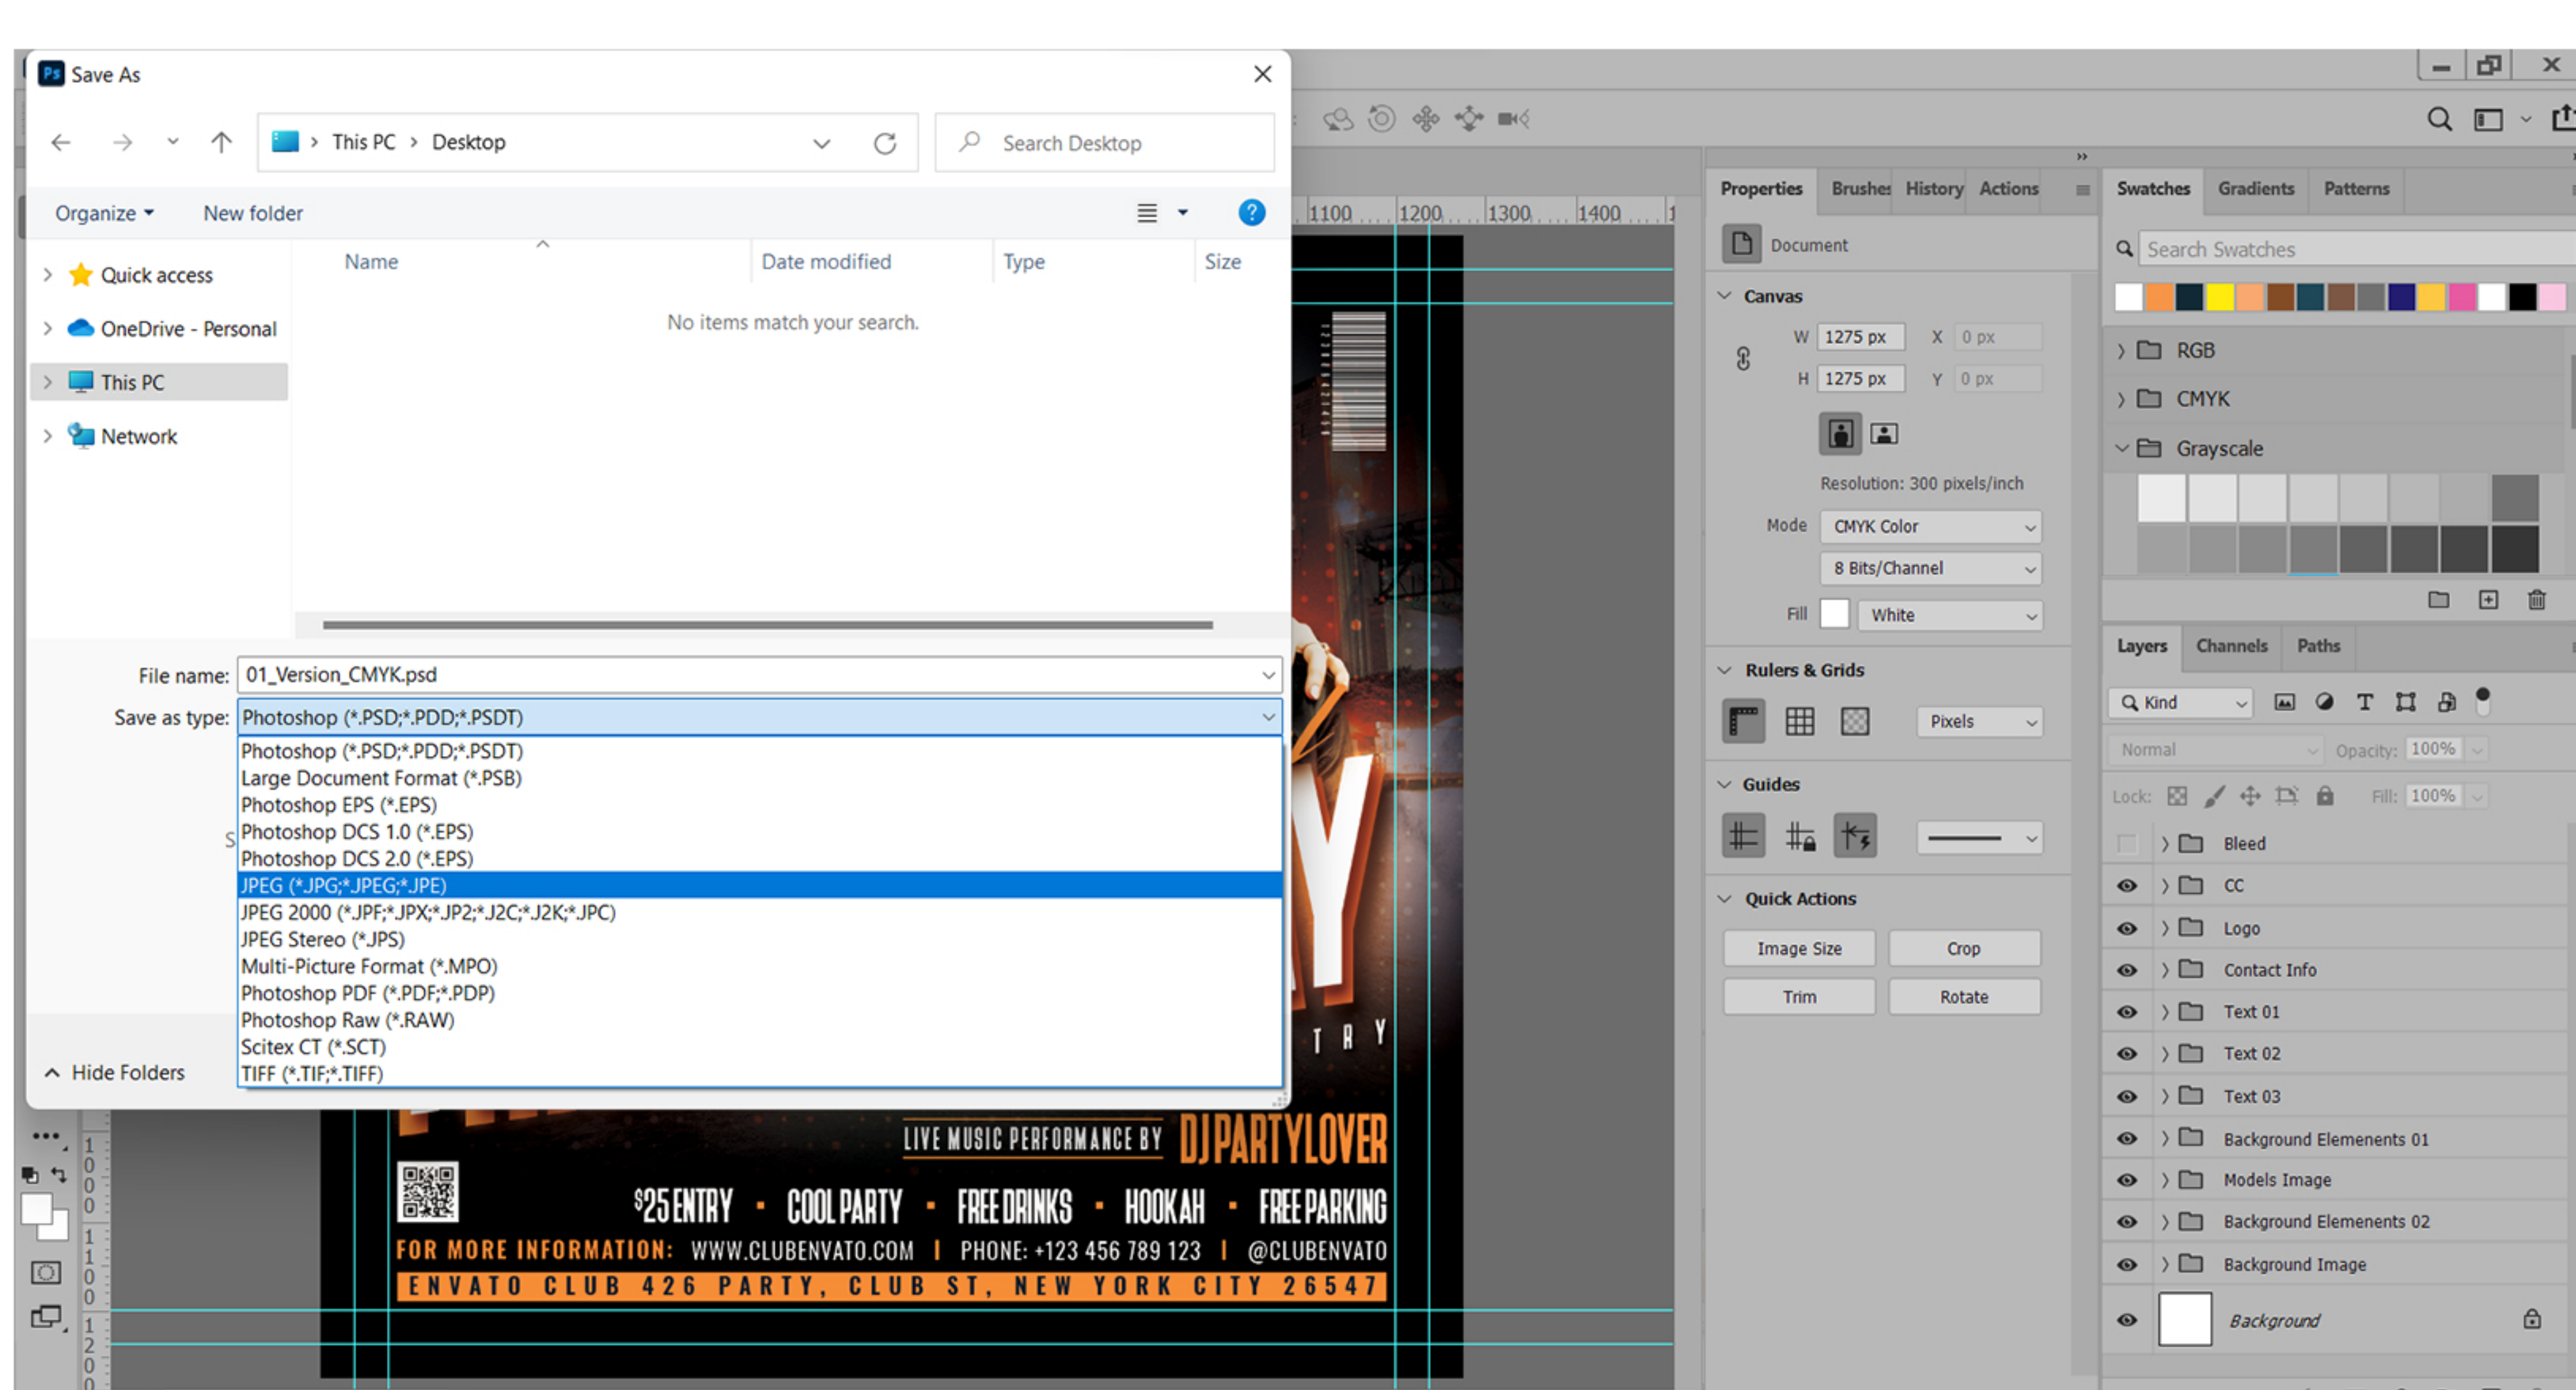 Ps Save As
This PC > Desktop
Search Desktop
Organize
New folder
Name
Date modified
Type
Size
Quick access
OneDrive - Personal
This PC
Network
No items match your search.
File name: 01_Version_CMYK.psd
Save as type: Photoshop (*.PSD;*.PDD;*.PSDT)
Photoshop (*.PSD;*.PDD;*.PSDT)
Large Document Format (*.PSB)
Photoshop EPS (*.EPS)
Photoshop DCS 1.0 (*.EPS)
Photoshop DCS 2.0 (*.EPS)
JPEG (*.JPG;*.JPEG;*.JPE)
JPEG 2000 (*.JPF;*.JPX;*.JP2;*.J2C;*.J2K;*.JPC)
JPEG Stereo (*.JPS)
Multi-Picture Format (*.MPO)
Photoshop PDF (*.PDF;*.PDP)
Photoshop Raw (*.RAW)
Scitex CT (*.SCT)
TIFF (*.TIF;*.TIFF)
Hide Folders
1100 1200 1300 1400
Y
T R Y
LIVE MUSIC PERFORMANCE BY DJ PARTYLOVER
$25 ENTRY · COOL PARTY · FREE DRINKS · HOOKAH · FREE PARKING
FOR MORE INFORMATION: WWW.CLUBENVATO.COM | PHONE: +123 456 789 123 | @CLUBENVATO
ENVATO CLUB 426 PARTY, CLUB ST, NEW YORK CITY 26547
1000
1100
120
Properties Brushes History Actions
Document
Canvas
W 1275 px X 0 px
H 1275 px Y 0 px
Resolution: 300 pixels/inch
Mode CMYK Color
8 Bits/Channel
Fill White
Rulers & Grids
Pixels
Guides
Quick Actions
Image Size Crop
Trim Rotate
Swatches Gradients Patterns
Search Swatches
RGB
CMYK
Grayscale
Layers Channels Paths
Kind
Normal Opacity: 100%
Lock: Fill: 100%
Bleed
CC
Logo
Contact Info
Text 01
Text 02
Text 03
Background Elemenents 01
Models Image
Background Elemenents 02
Background Image
Background